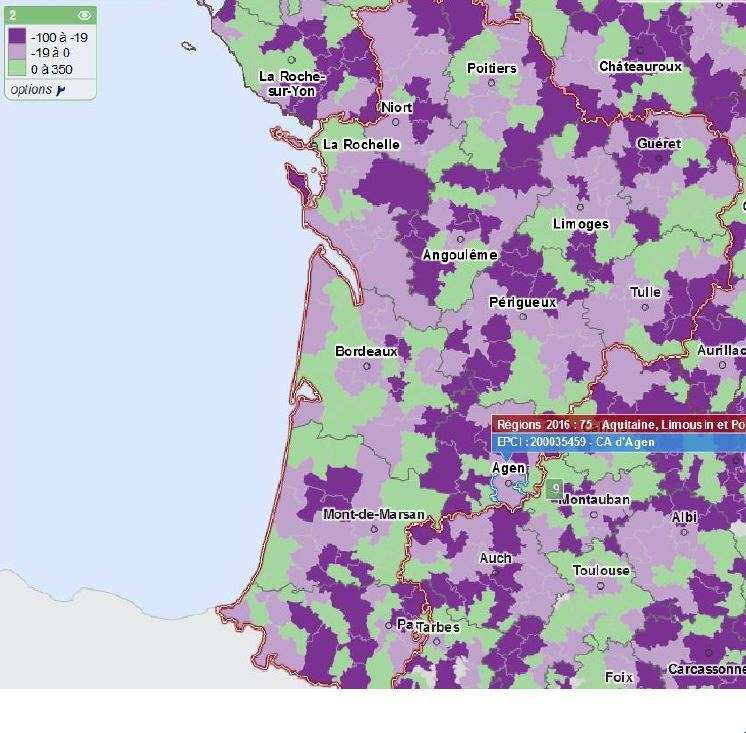 2
-100 à -19
-19 à 0
0 à 350
options
La Roche-
sur-Yon
Poitiers
Châteauroux
Niort
La Rochelle
Guéret
Limoges
Angoulême
Périgueux
Tulle
Bordeaux
Aurillac
Régions 2016 : 75 - Aquitaine, Limousin et Po
EPCI : 200035459 - CA d'Agen
Agen
9
Montauban
Mont-de-Marsan
Albi
Auch
Toulouse
Pa
Tarbes
Carcassonne
Foix